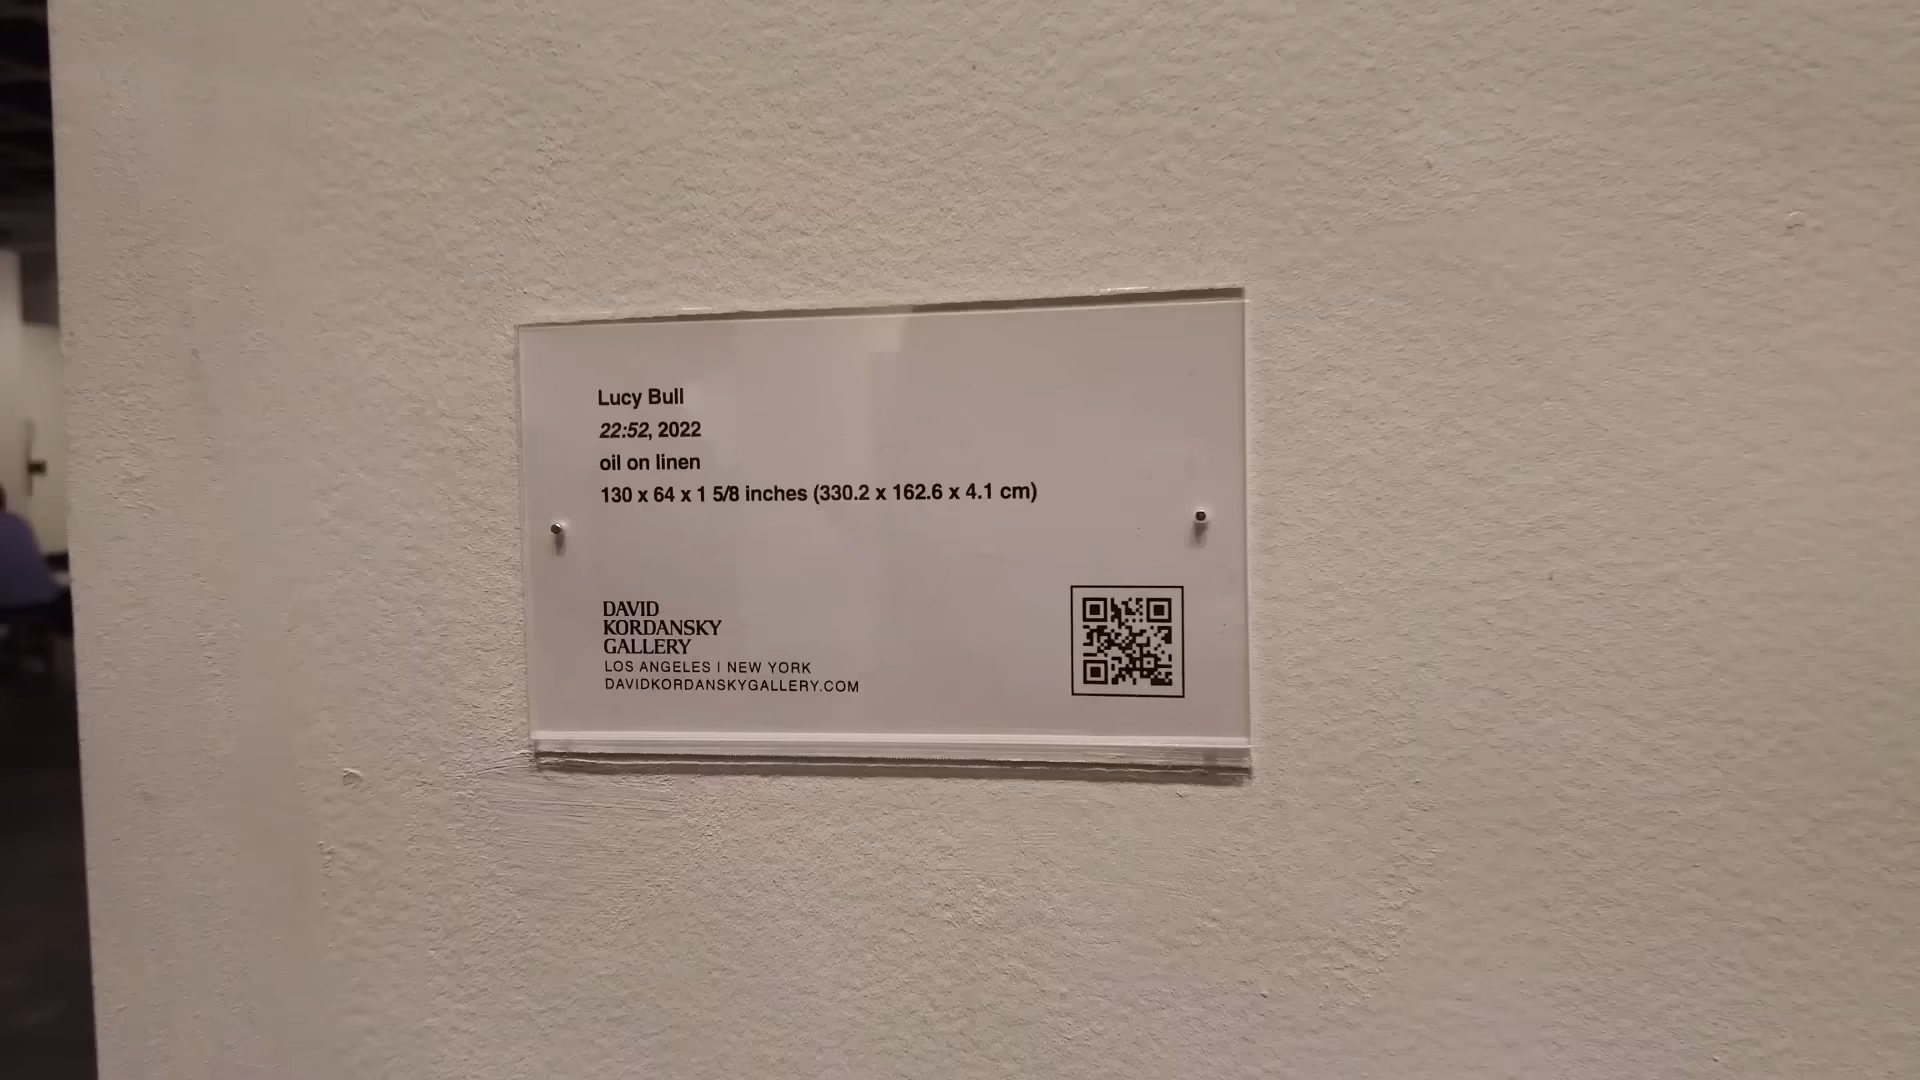 Lucy Bull
22:52, 2022
oil on linen
130 x 64 x 1 5/8 inches (330.2 x 162.6 x 4.1 cm)
DAVID
KORDANSKY
GALLERY
LOS ANGELES | NEW YORK
DAVIDKORDANSKYGALLERY.COM